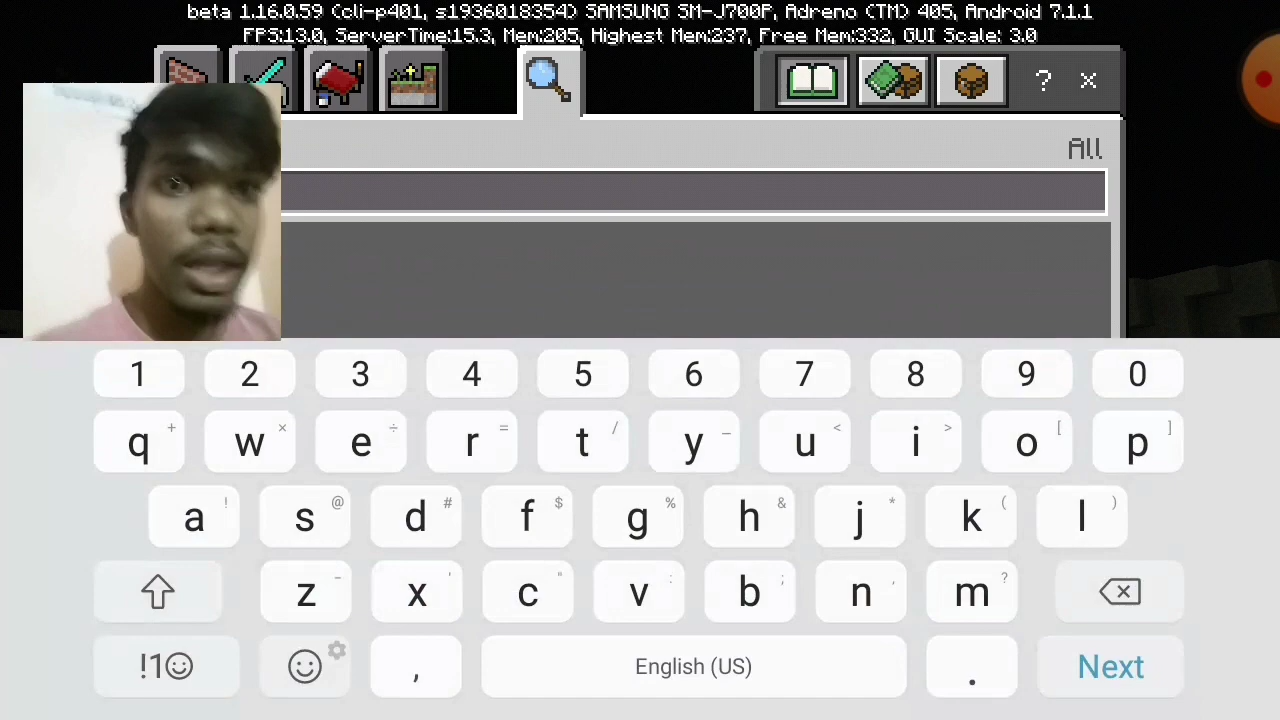 beta 1.16.0.59 (cli-p401, s1936018354) SAMSUNG SM-J700P, Adreno (TM) 405, Android 7.1.1
FPS:13.0, ServerTime:15.3, Mem:205, Highest Mem:237, Free Mem:332, GUI Scale: 3.0
? ×
All
1 2 3 4 5 6 7 8 9 0
q + w × e ÷ r = t / y _ u < i > o [ p ]
a ! s @ d # f $ g % h & j * k ( l )
z - x ' c " v : b ; n , m ?
!1☺ , English (US) . Next